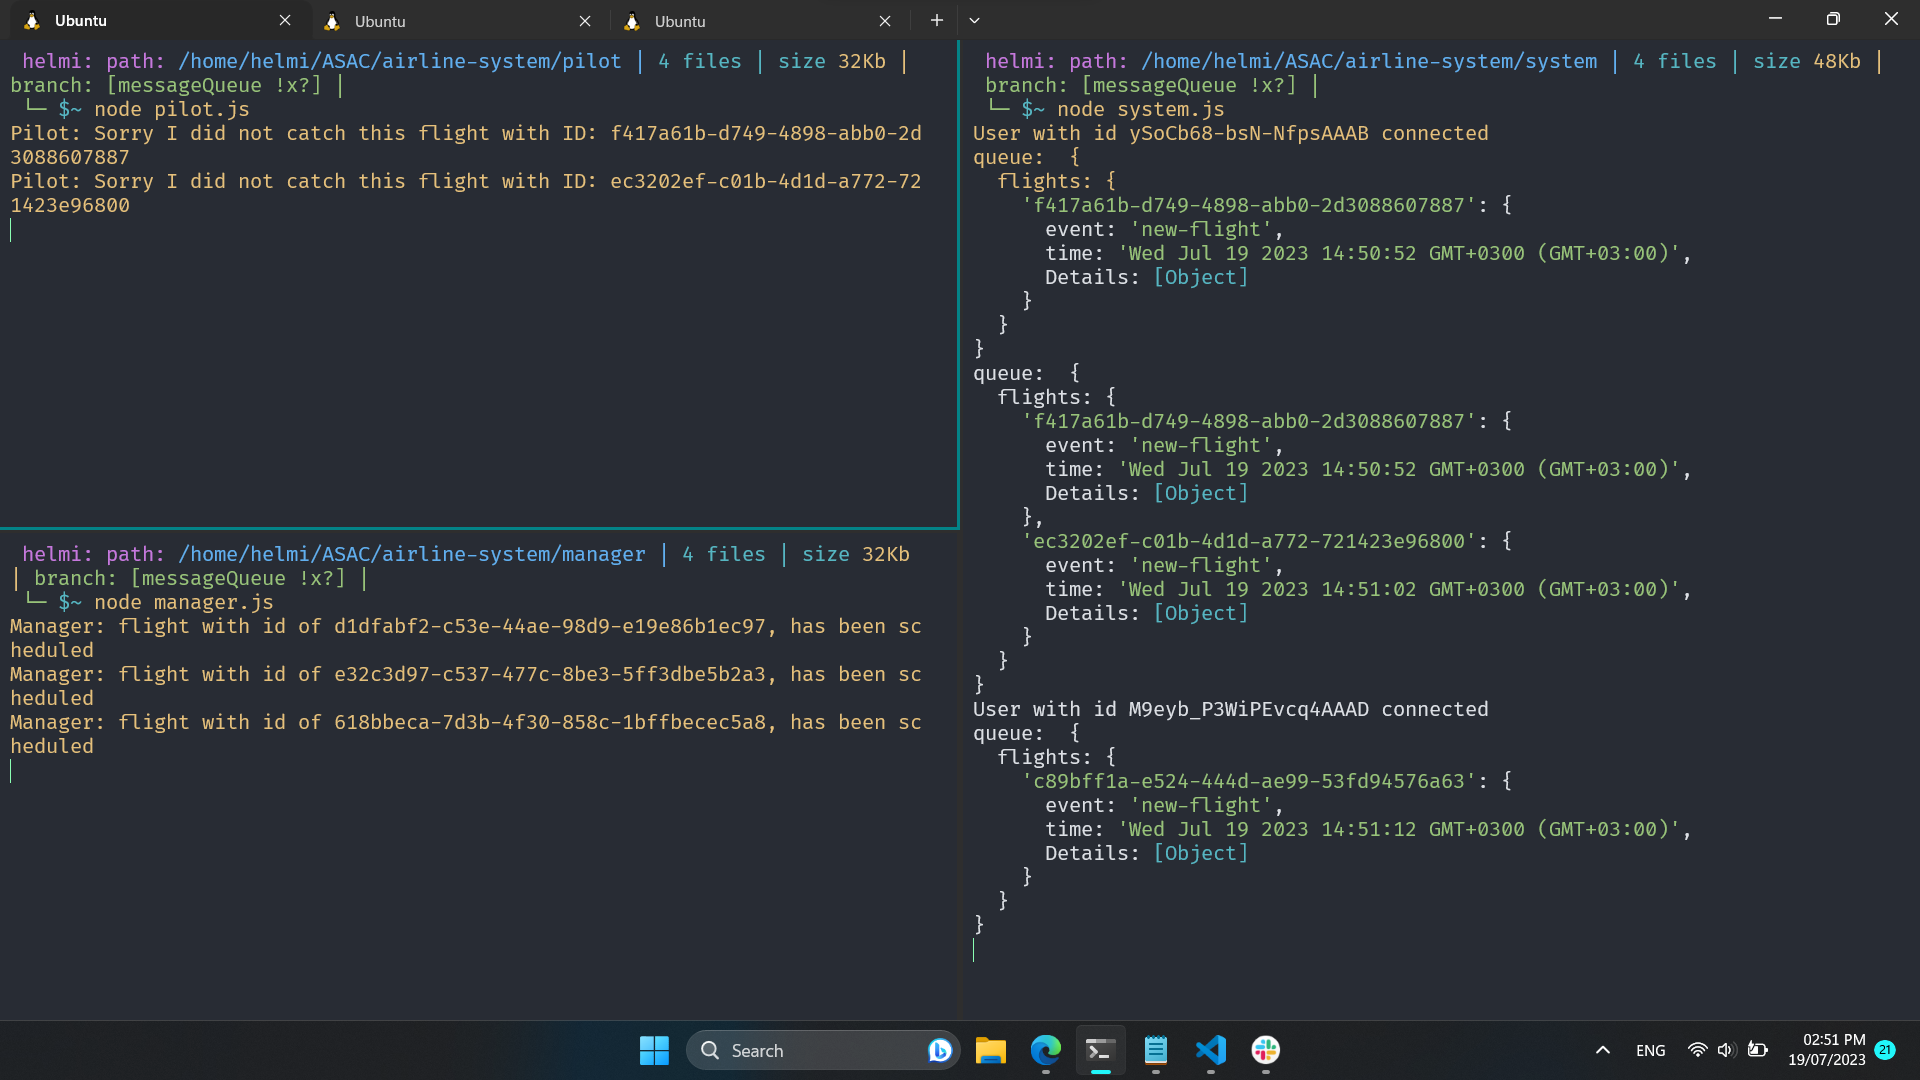 Ubuntu
Ubuntu
Ubuntu
helmi: path: /home/helmi/ASAC/airline-system/pilot | 4 files | size 32Kb |
branch: [messageQueue !x?] |
└─ $~ node pilot.js
Pilot: Sorry I did not catch this flight with ID: f417a61b-d749-4898-abb0-2d
3088607887
Pilot: Sorry I did not catch this flight with ID: ec3202ef-c01b-4d1d-a772-72
1423e96800
helmi: path: /home/helmi/ASAC/airline-system/manager | 4 files | size 32Kb
| branch: [messageQueue !x?] |
└─ $~ node manager.js
Manager: flight with id of d1dfabf2-c53e-44ae-98d9-e19e86b1ec97, has been sc
heduled
Manager: flight with id of e32c3d97-c537-477c-8be3-5ff3dbe5b2a3, has been sc
heduled
Manager: flight with id of 618bbeca-7d3b-4f30-858c-1bffbecec5a8, has been sc
heduled
helmi: path: /home/helmi/ASAC/airline-system/system | 4 files | size 48Kb |
branch: [messageQueue !x?] |
└─ $~ node system.js
User with id ySoCb68-bsN-NfpsAAAB connected
queue:  {
  flights: {
    'f417a61b-d749-4898-abb0-2d3088607887': {
      event: 'new-flight',
      time: 'Wed Jul 19 2023 14:50:52 GMT+0300 (GMT+03:00)',
      Details: [Object]
    }
  }
}
queue:  {
  flights: {
    'f417a61b-d749-4898-abb0-2d3088607887': {
      event: 'new-flight',
      time: 'Wed Jul 19 2023 14:50:52 GMT+0300 (GMT+03:00)',
      Details: [Object]
    },
    'ec3202ef-c01b-4d1d-a772-721423e96800': {
      event: 'new-flight',
      time: 'Wed Jul 19 2023 14:51:02 GMT+0300 (GMT+03:00)',
      Details: [Object]
    }
  }
}
User with id M9eyb_P3WiPEvcq4AAAD connected
queue:  {
  flights: {
    'c89bff1a-e524-444d-ae99-53fd94576a63': {
      event: 'new-flight',
      time: 'Wed Jul 19 2023 14:51:12 GMT+0300 (GMT+03:00)',
      Details: [Object]
    }
  }
}
Search
ENG
02:51 PM
19/07/2023
21